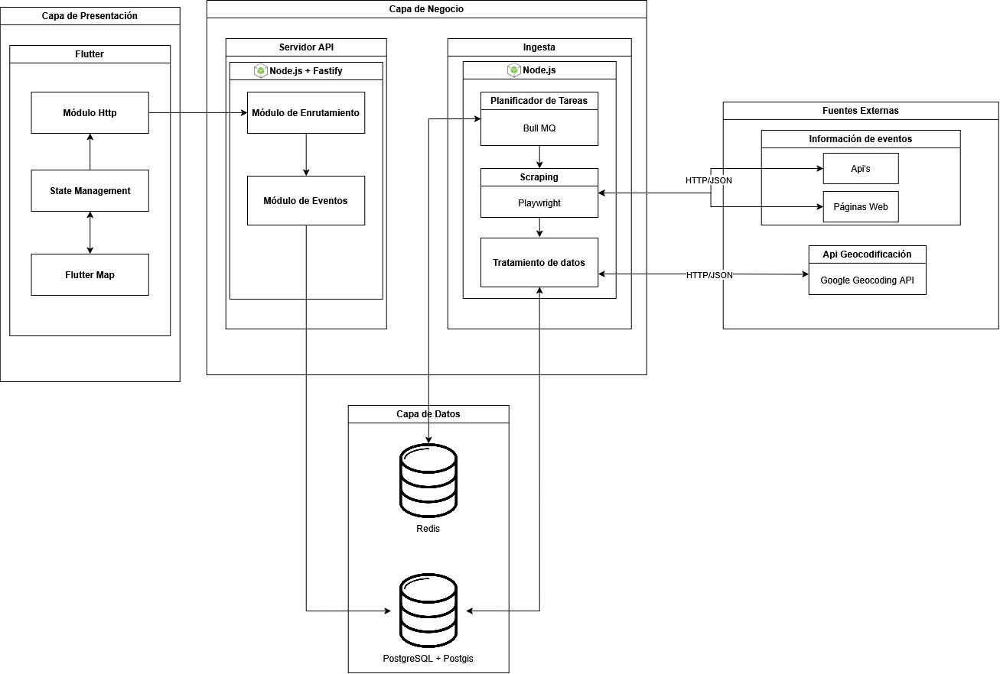 Capa de Presentación
Flutter
Módulo Http
State Management
Flutter Map
Capa de Negocio
Servidor API
Node.js + Fastify
Módulo de Enrutamiento
Módulo de Eventos
Ingesta
Node.js
Planificador de Tareas
Bull MQ
Scraping
Playwright
Tratamiento de datos
HTTP/JSON
HTTP/JSON
Fuentes Externas
Información de eventos
Api's
Páginas Web
Api Geocodificación
Google Geocoding API
Capa de Datos
Redis
PostgreSQL + Postgis